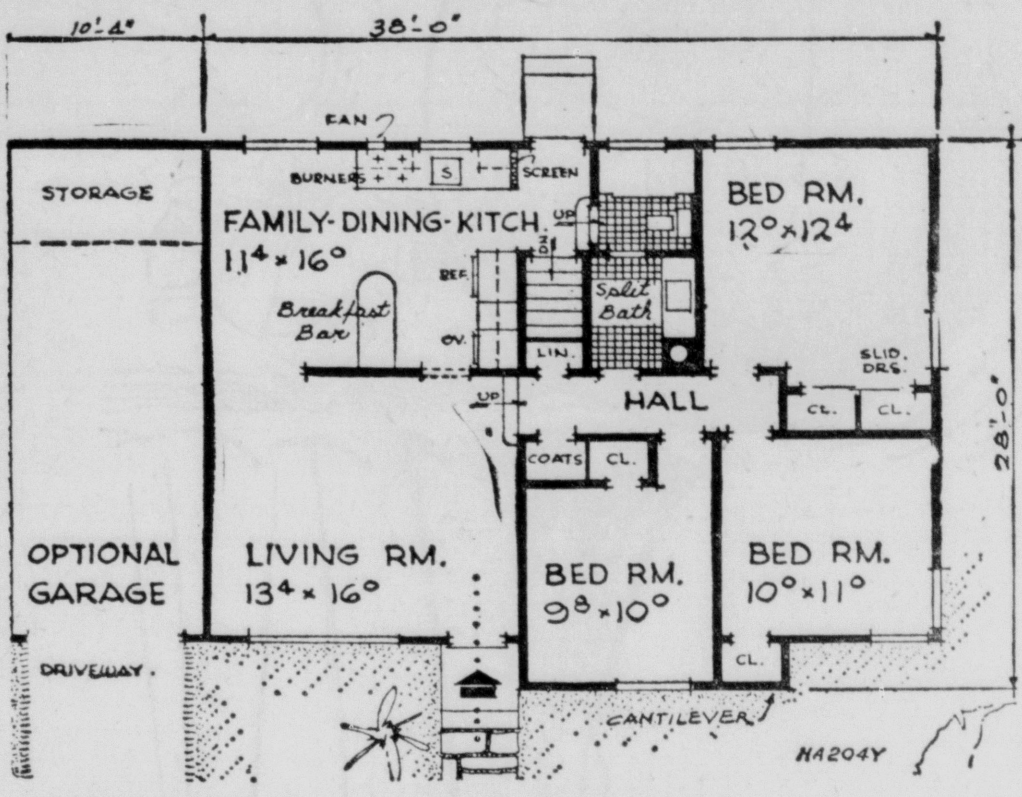 10'-4"
38'-0"
FAN
BURNERS
S
SCREEN
STORAGE
FAMILY-DINING-KITCH.
11⁴ x 16⁰
UP
DN
BED RM.
12⁰ x 12⁴
REF.
Breakfast
Bar
OV.
Split
Bath
LIN.
SLID.
DRS.
UP
HALL
CL.
CL.
28'-0"
COATS
CL.
OPTIONAL
GARAGE
LIVING RM.
13⁴ x 16⁰
BED RM.
9⁸ x 10⁰
BED RM.
10⁰ x 11⁰
CL.
DRIVEWAY.
CANTILEVER
HA204Y